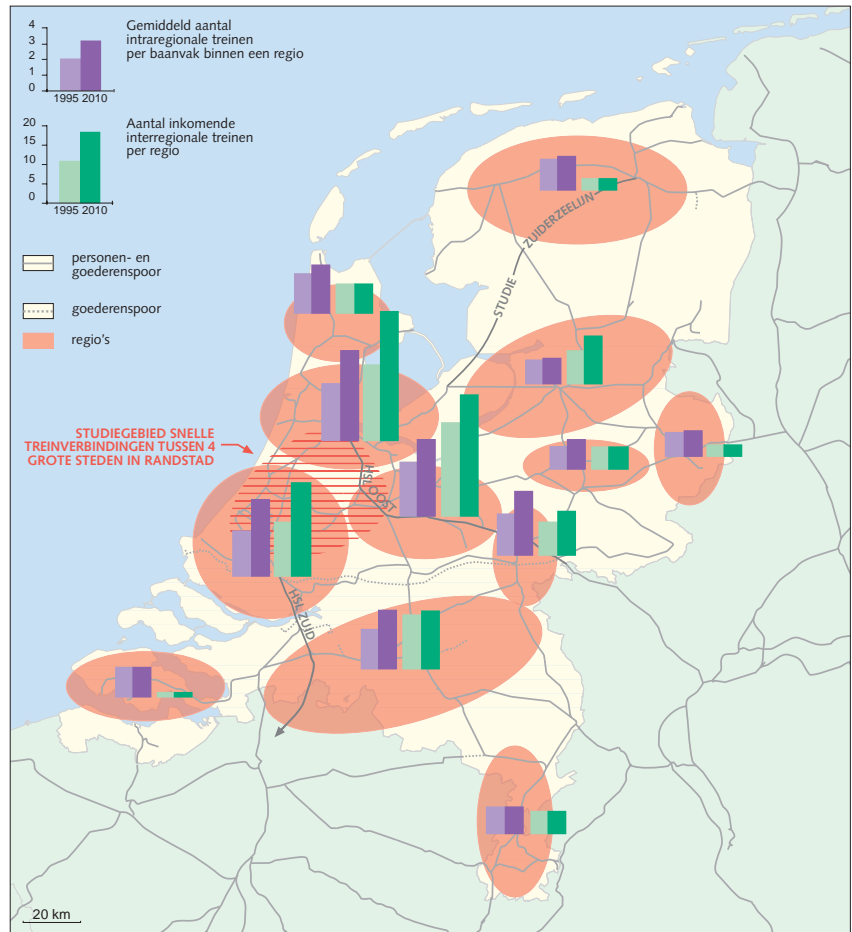 4
3
2
1
0
1995 2010
Gemiddeld aantal
intraregionale treinen
per baanvak binnen een regio
20
15
10
5
0
1995 2010
Aantal inkomende
interregionale treinen
per regio
personen- en
goederenspoor
goederenspoor
regio's
STUDIE ZUIDERZEELIJN
STUDIEGEBIED SNELLE
TREINVERBINDINGEN TUSSEN 4
GROTE STEDEN IN RANDSTAD
HSL OOST
HSL ZUID
20 km